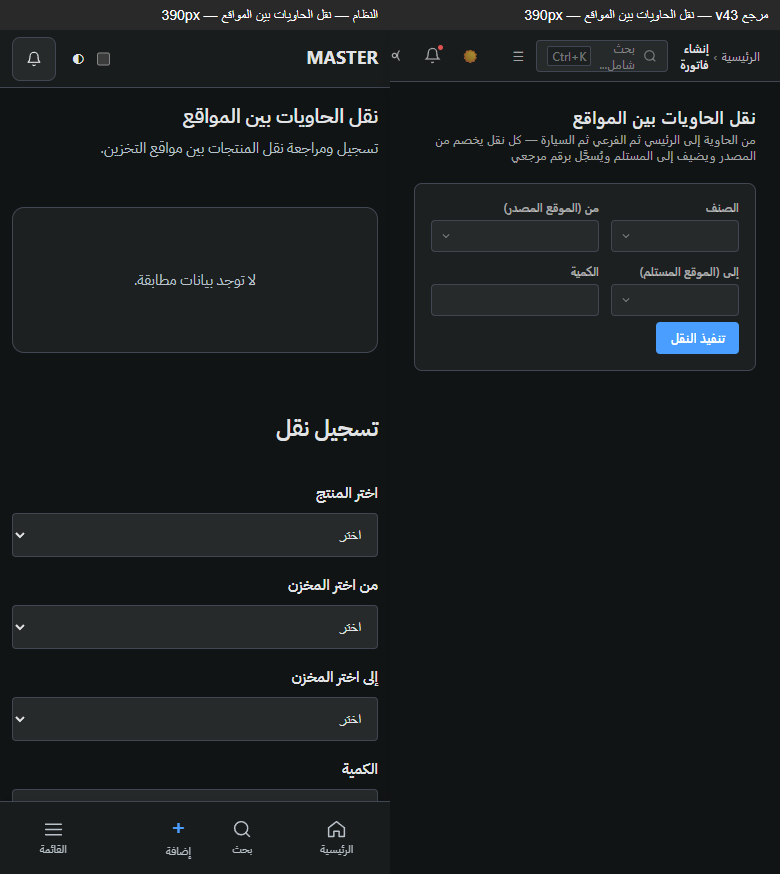 مرجع v43 — نقل الحاويات بين المواقع — 390px
الرئيسية › إنشاء فاتورة
بحث شامل...
Ctrl+K
نقل الحاويات بين المواقع
من الحاوية إلى الرئيسي ثم الفرعي ثم السيارة — كل نقل يخصم من
المصدر ويضيف إلى المستلم ويُسجَّل برقم مرجعي
الصنف
من (الموقع المصدر)
إلى (الموقع المستلم)
الكمية
تنفيذ النقل
النظام — نقل الحاويات بين المواقع — 390px
MASTER
نقل الحاويات بين المواقع
تسجيل ومراجعة نقل المنتجات بين مواقع التخزين.
لا توجد بيانات مطابقة.
تسجيل نقل
اختر المنتج
اختر
من اختر المخزن
اختر
إلى اختر المخزن
اختر
الكمية
الرئيسية
بحث
إضافة
القائمة